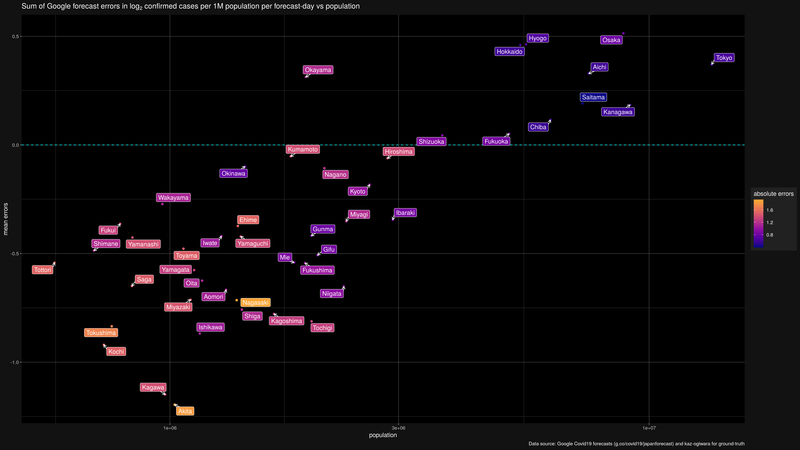 Sum of Google forecast errors in log2 confirmed cases per 1M population per forecast-day vs population
0.5
Hyogo
Osaka
Hokkaido
Tokyo
Aichi
Okayama
Saitama
Kanagawa
Chiba
Shizuoka
Fukuoka
0.0
Kumamoto
Hiroshima
Okinawa
Nagano
Kyoto
Wakayama
Miyagi
Ibaraki
Ehime
Fukui
Gunma
Shimane
Yamanashi
Iwate
Yamaguchi
Gifu
-0.5
Toyama
Mie
Tottori
Yamagata
Fukushima
Saga
Oita
Aomori
Niigata
Miyazaki
Nagasaki
Shiga
Kagoshima
Ishikawa
Tochigi
Tokushima
Kochi
-1.0
Kagawa
Akita
1e+06
3e+06
1e+07
mean errors
population
absolute errors
1.6
1.2
0.8
Data source: Google Covid19 forecasts (g.co/covid19/japanforecast) and kaz-ogiwara for ground-truth